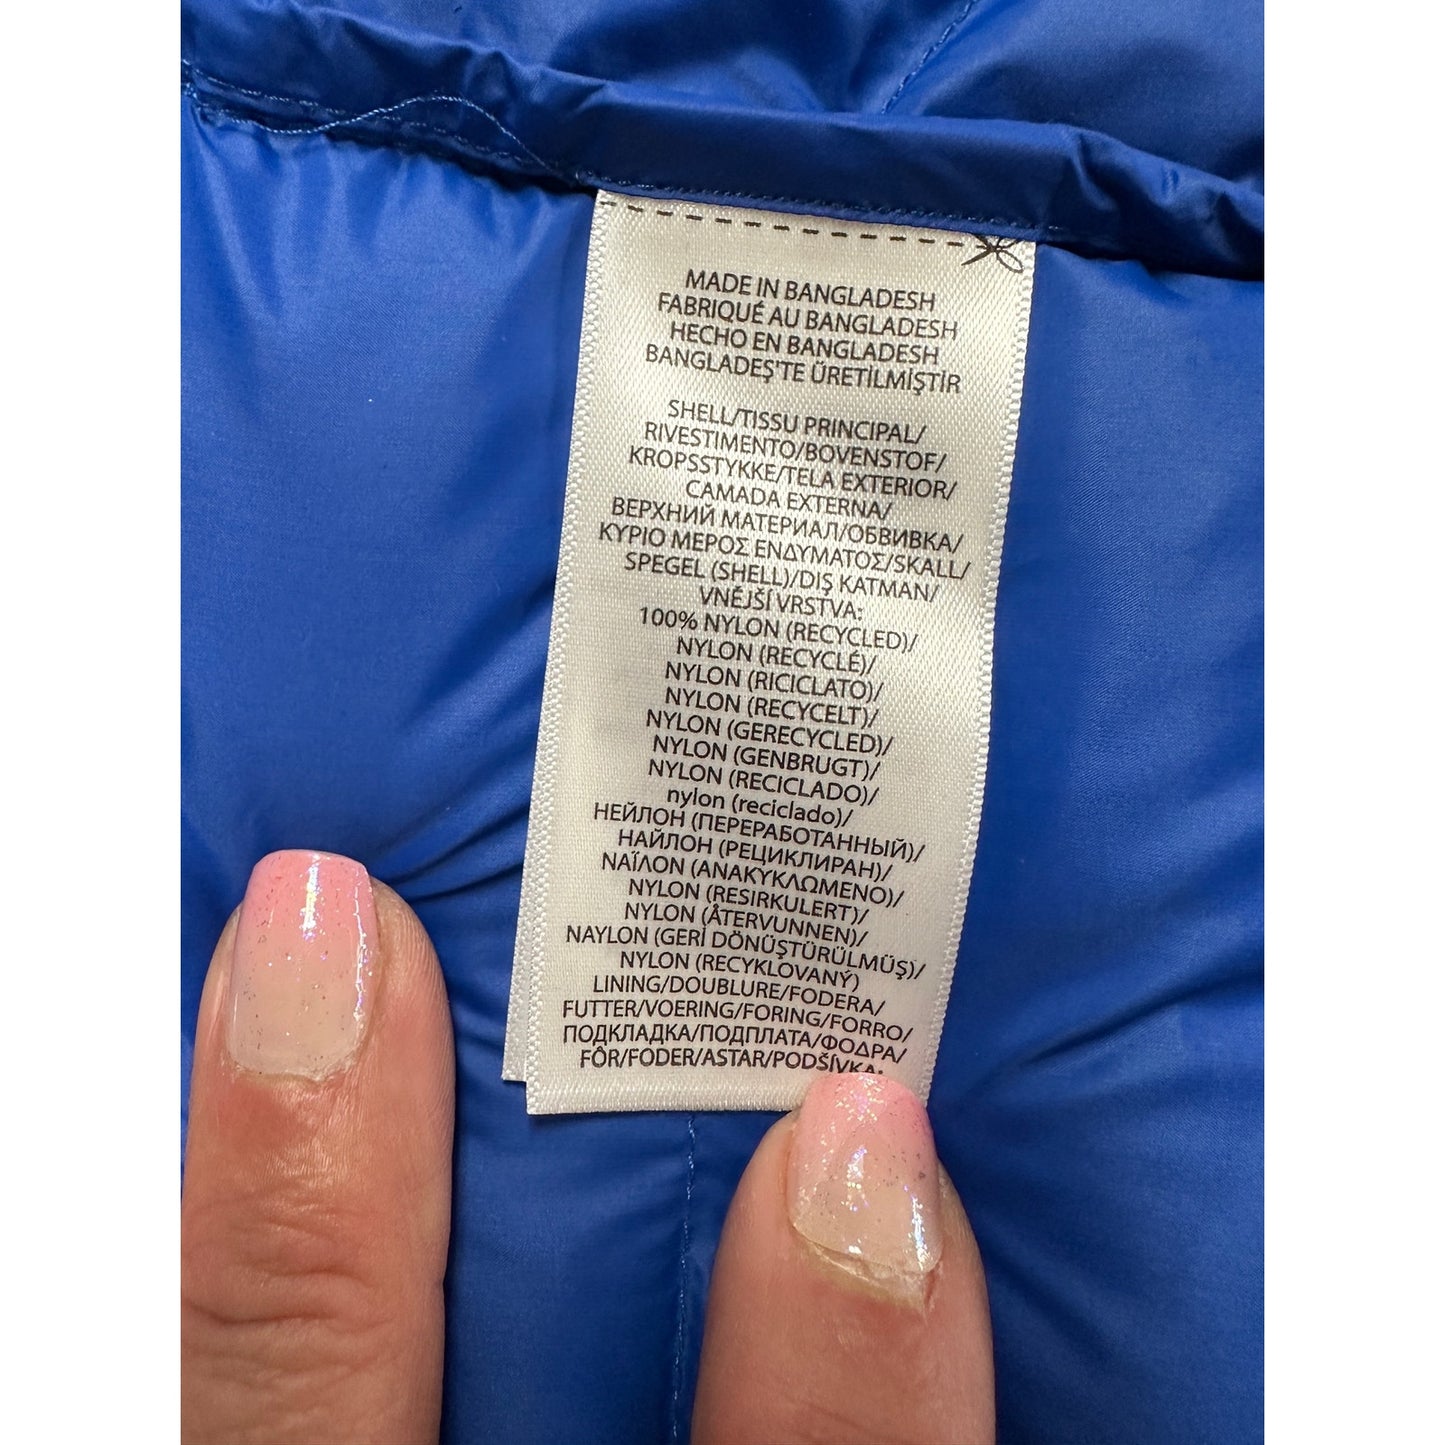 MADE IN BANGLADESH
FABRIQUÉ AU BANGLADESH
HECHO EN BANGLADESH
BANGLADEŞ'TE ÜRETİLMİŞTİR
SHELL/TISSU PRINCIPAL/
RIVESTIMENTO/BOVENSTOF/
KROPSSTYKKE/TELA EXTERIOR/
CAMADA EXTERNA/
ВЕРХНИЙ МАТЕРИАЛ/ОБВИВКА/
ΚΥΡΙΟ ΜΕΡΟΣ ΕΝΔΥΜΑΤΟΣ/SKALL/
SPEGEL (SHELL)/DIŞ KATMAN/
VNĚJŠÍ VRSTVA:
100% NYLON (RECYCLED)/
NYLON (RECYCLÉ)/
NYLON (RICICLATO)/
NYLON (RECYCELT)/
NYLON (GERECYCLED)/
NYLON (GENBRUGT)/
NYLON (RECICLADO)/
nylon (reciclado)/
НЕЙЛОН (ПЕРЕРАБОТАННЫЙ)/
НАЙЛОН (РЕЦИКЛИРАН)/
ΝΑΪΛΟΝ (ΑΝΑΚΥΚΛΩΜΕΝΟ)/
NYLON (RESIRKULERT)/
NYLON (ÅTERVUNNEN)/
NAYLON (GERİ DÖNÜŞTÜRÜLMÜŞ)/
NYLON (RECYKLOVANÝ)
LINING/DOUBLURE/FODERA/
FUTTER/VOERING/FORING/FORRO/
ПОДКЛАДКА/ПОДПЛАТА/ΦΟΔΡΑ/
FÔR/FODER/ASTAR/PODŠÍVKA: